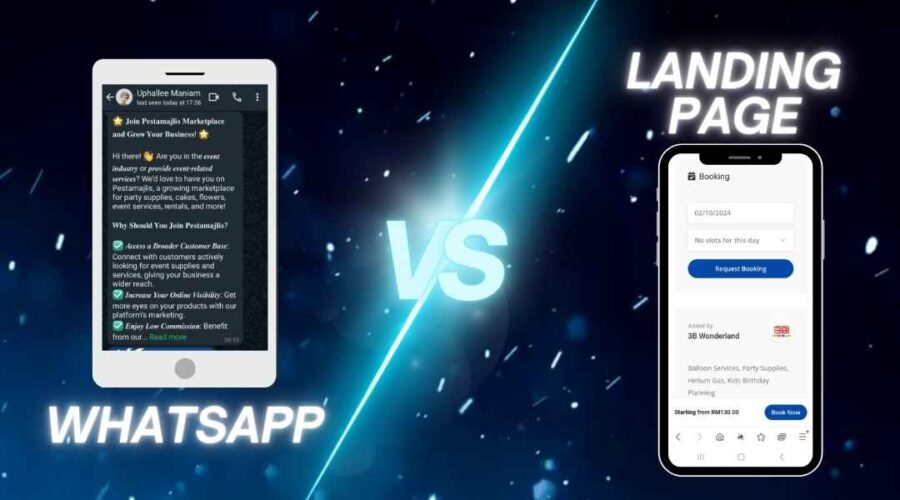 Uphallee Maniam
last seen today at 17:36
🌟 Join Pestamajlis Marketplace
and Grow Your Business! 🌟
Hi there! 👋 Are you in the event
industry or provide event-related
services? We'd love to have you on
Pestamajlis, a growing marketplace
for party supplies, cakes, flowers,
event services, rentals, and more!
Why Should You Join Pestamajlis?
✅ Access a Broader Customer Base:
Connect with customers actively
looking for event supplies and
services, giving your business a
wider reach.
✅ Increase Your Online Visibility: Get
more eyes on your products with our
platform's marketing.
✅ Enjoy Low Commission: Benefit
from our... Read more
09:53
WHATSAPP
VS
LANDING
PAGE
Booking
02/10/2024
No slots for this day
Request Booking
Added by
3B Wonderland
3B
Balloon Services, Party Supplies,
Helium Gas, Kids Birthday
Planning
Starting from RM130.00
Book Now